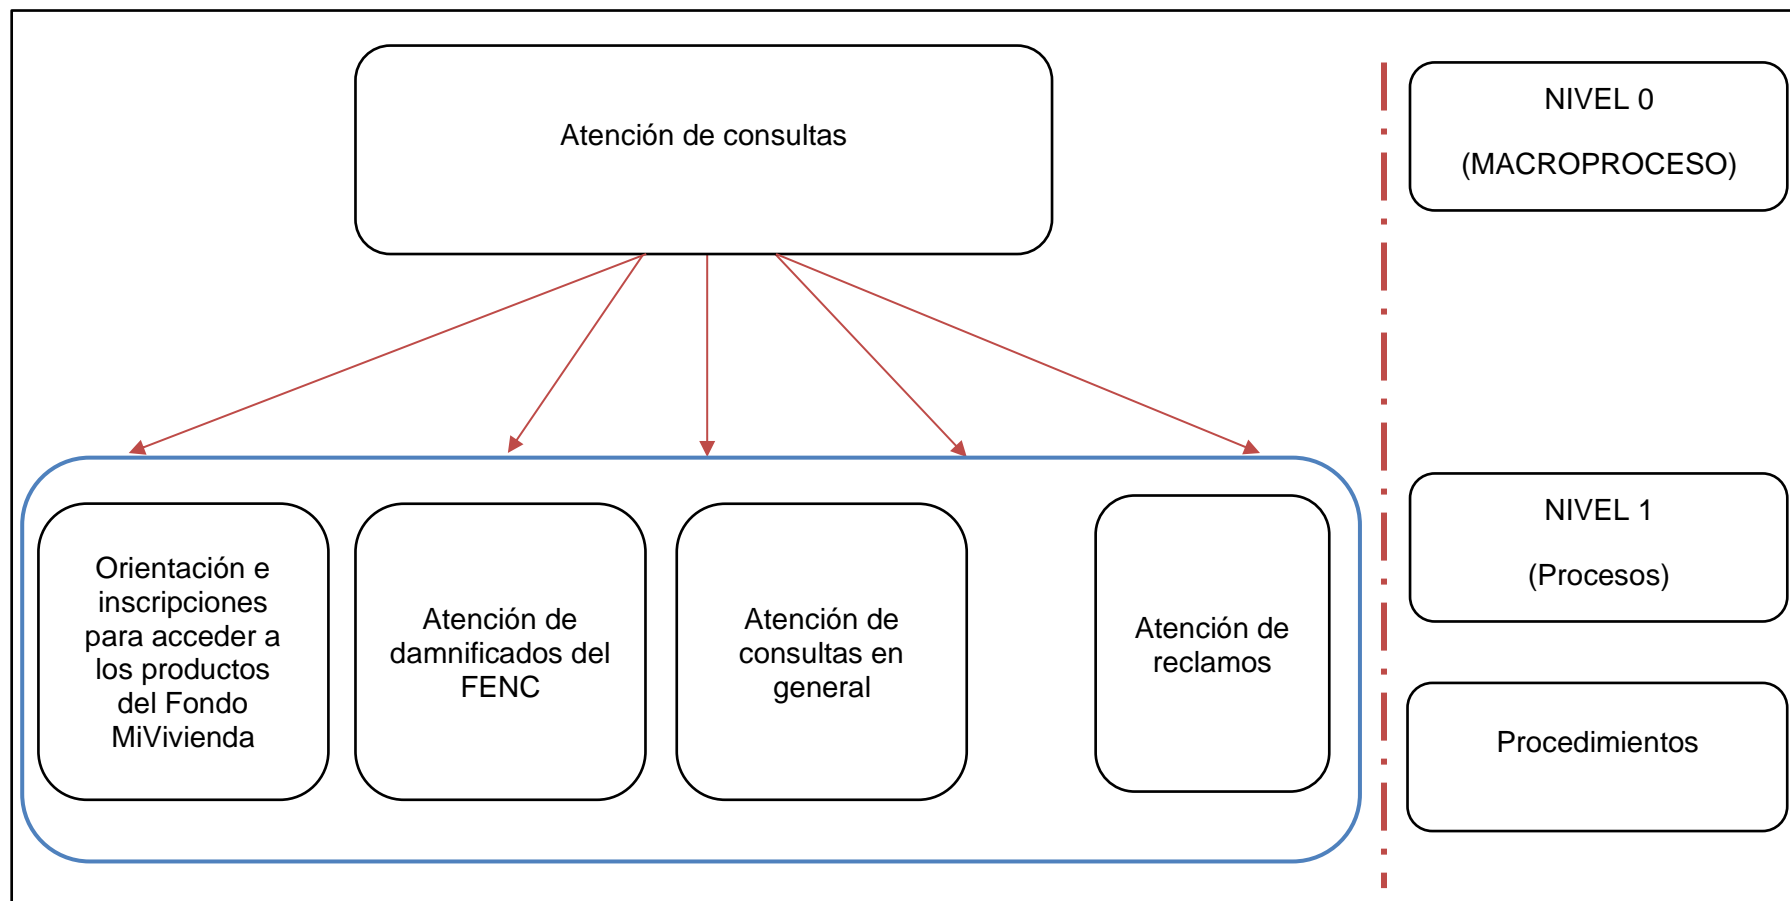 Atención de consultas
NIVEL 0
(MACROPROCESO)
Orientación e
inscripciones
para acceder a
los productos
del Fondo
MiVivienda
Atención de
damnificados del
FENC
Atención de
consultas en
general
Atención de
reclamos
NIVEL 1
(Procesos)
Procedimientos